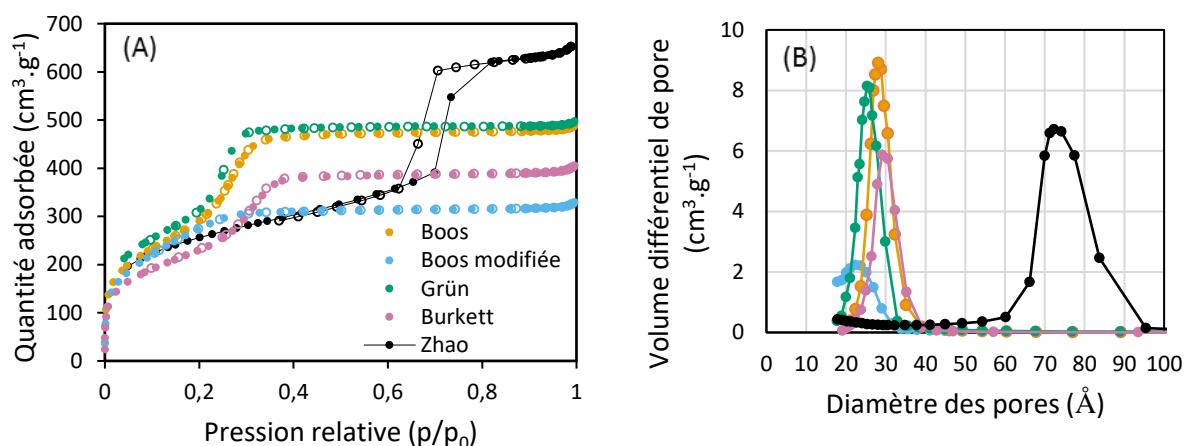 (A)
Quantité adsorbée (cm³.g⁻¹)
700
600
500
400
300
200
100
0
0
0,2
0,4
0,6
0,8
1
Pression relative (p/p₀)
Boos
Boos modifiée
Grün
Burkett
Zhao
(B)
Volume différentiel de pore
(cm³.g⁻¹)
10
8
6
4
2
0
0
10
20
30
40
50
60
70
80
90
100
Diamètre des pores (Å)